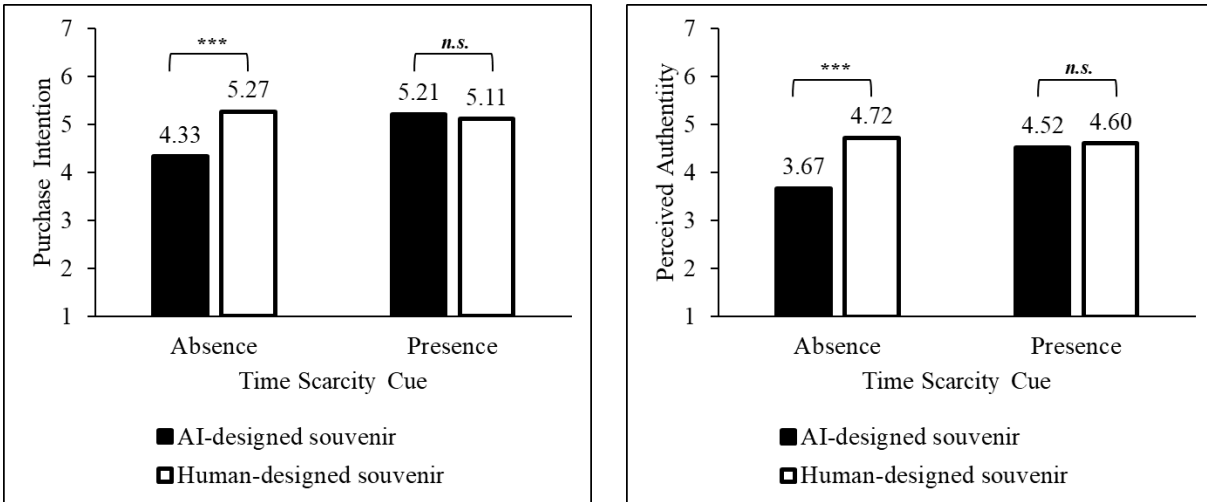 7
6
5
4
3
2
1
Purchase Intention
***
4.33
5.27
n.s.
5.21
5.11
Absence
Presence
Time Scarcity Cue
AI-designed souvenir
Human-designed souvenir
7
6
5
4
3
2
1
Perceived Authentiity
***
3.67
4.72
n.s.
4.52
4.60
Absence
Presence
Time Scarcity Cue
AI-designed souvenir
Human-designed souvenir